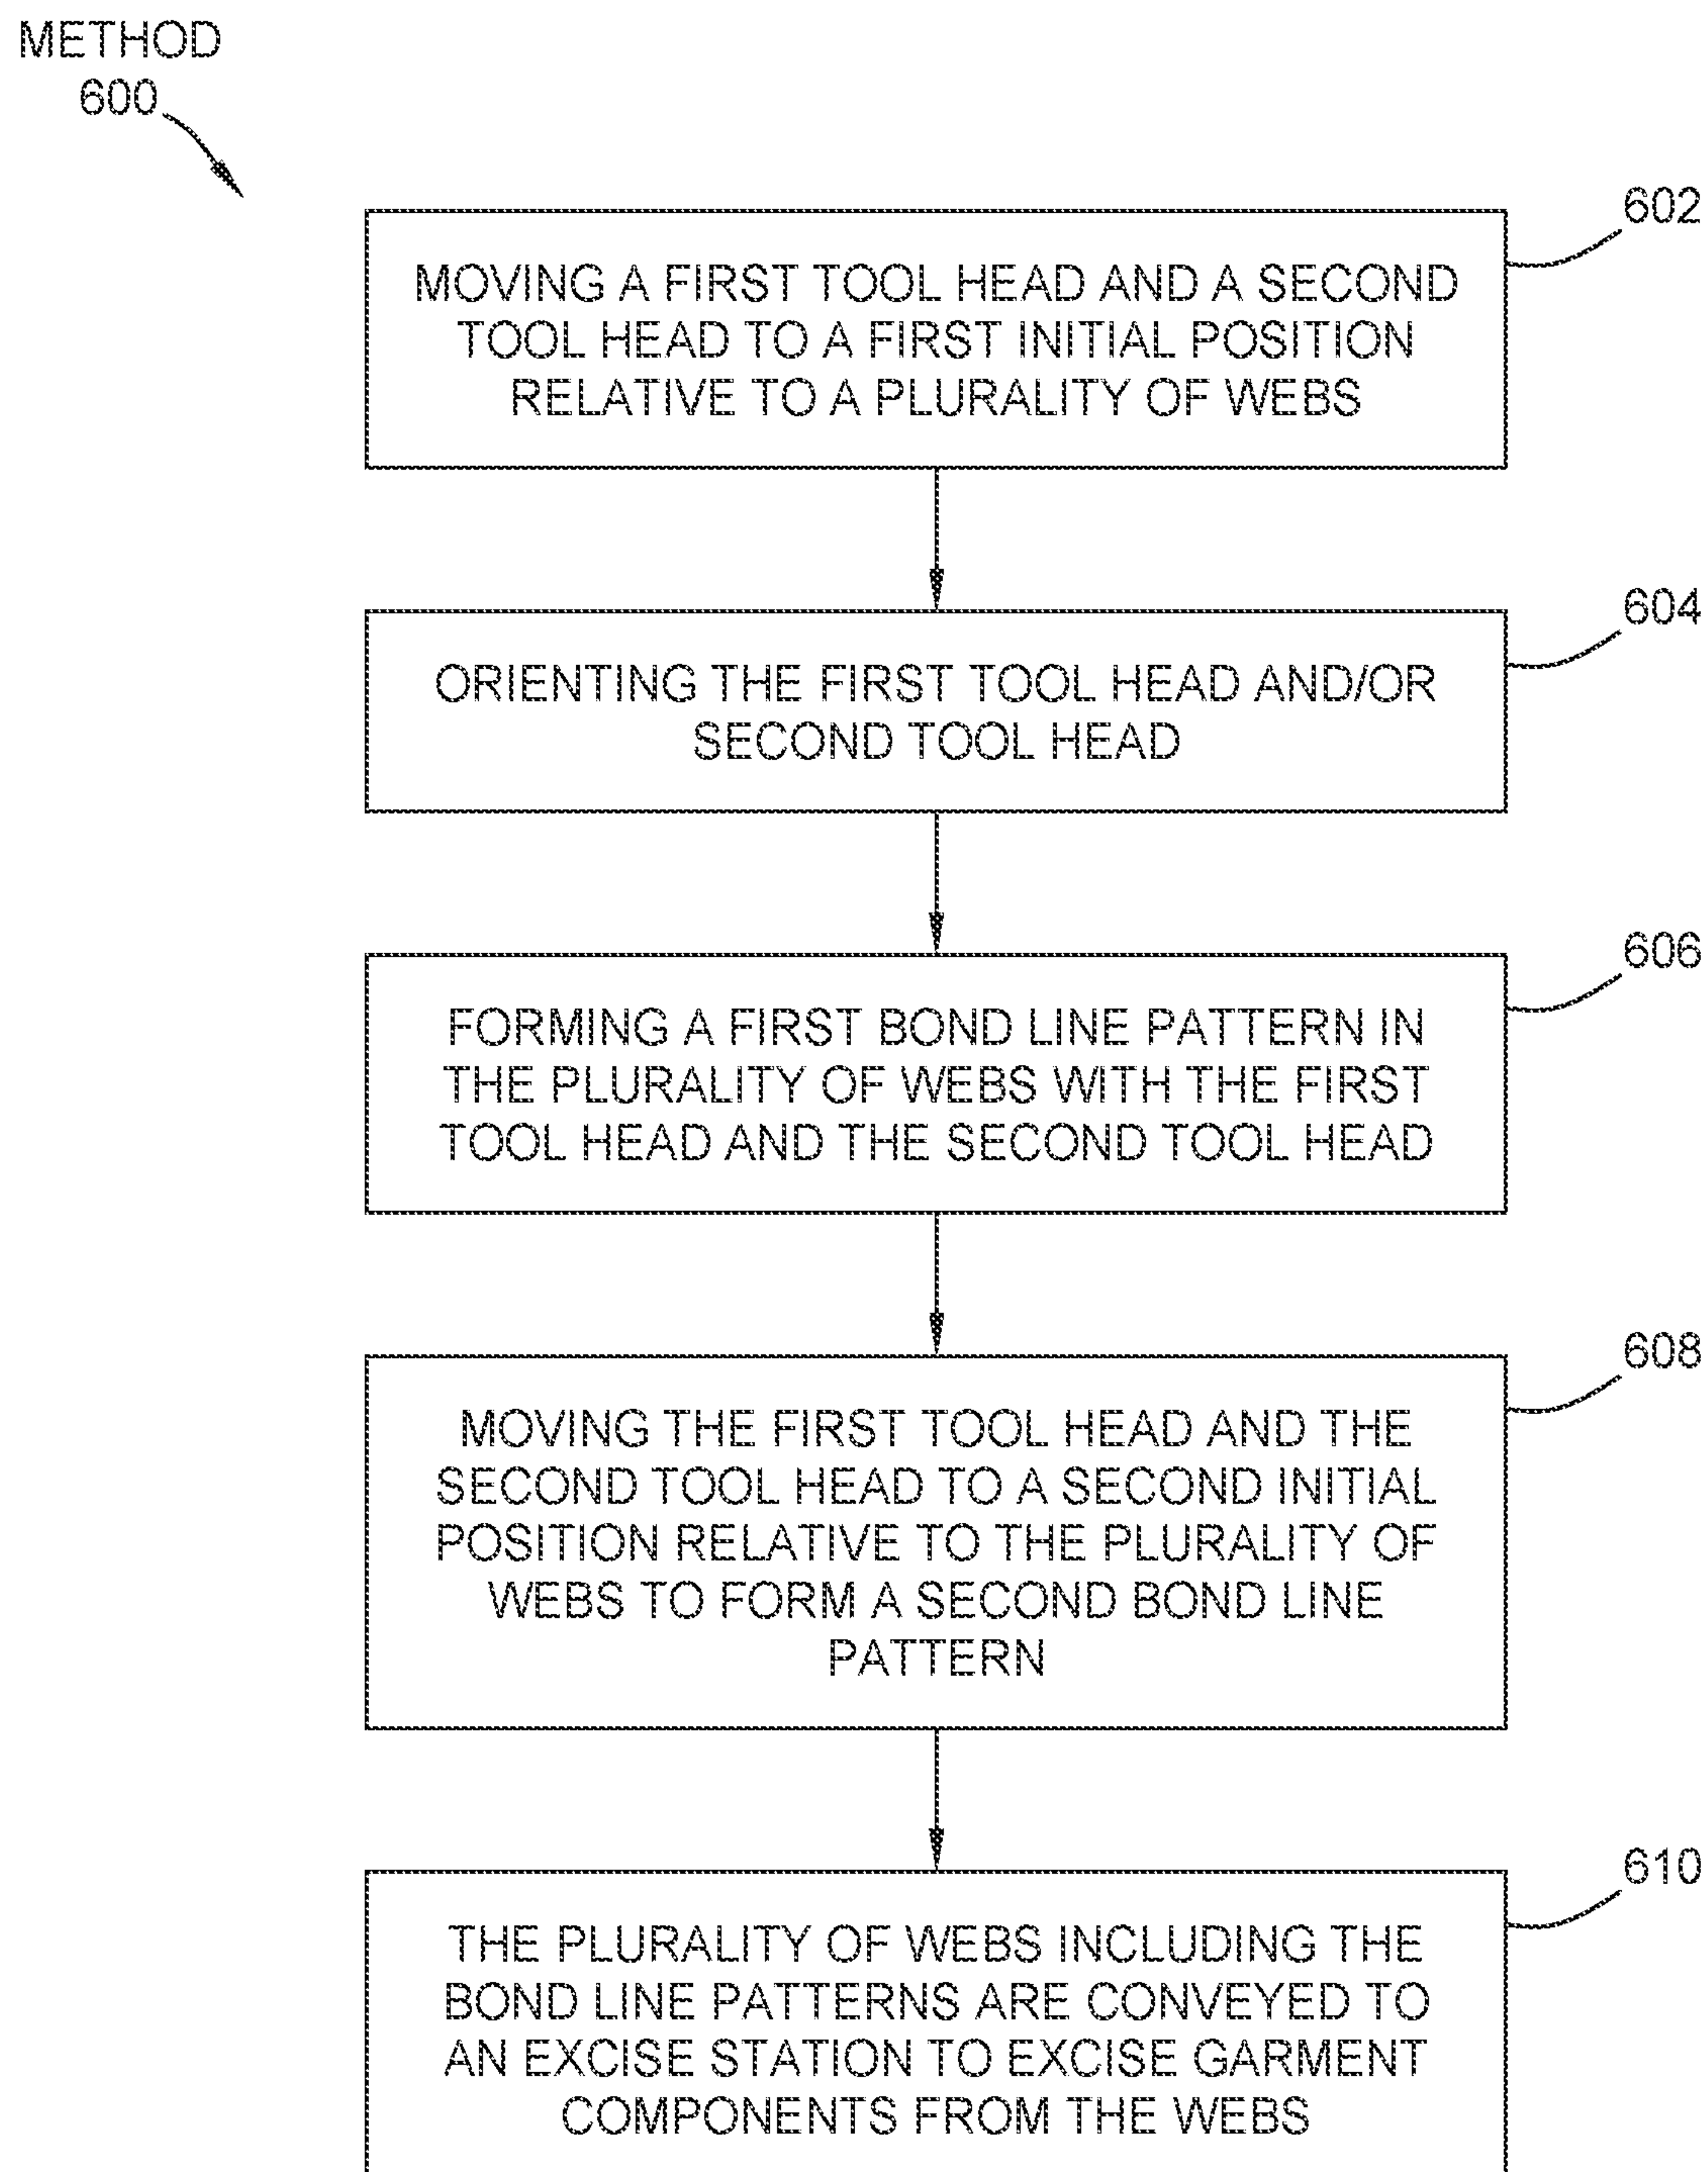 METHOD
600
602
MOVING A FIRST TOOL HEAD AND A SECOND
TOOL HEAD TO A FIRST INITIAL POSITION
RELATIVE TO A PLURALITY OF WEBS
604
ORIENTING THE FIRST TOOL HEAD AND/OR
SECOND TOOL HEAD
606
FORMING A FIRST BOND LINE PATTERN IN
THE PLURALITY OF WEBS WITH THE FIRST
TOOL HEAD AND THE SECOND TOOL HEAD
608
MOVING THE FIRST TOOL HEAD AND THE
SECOND TOOL HEAD TO A SECOND INITIAL
POSITION RELATIVE TO THE PLURALITY OF
WEBS TO FORM A SECOND BOND LINE
PATTERN
610
THE PLURALITY OF WEBS INCLUDING THE
BOND LINE PATTERNS ARE CONVEYED TO
AN EXCISE STATION TO EXCISE GARMENT
COMPONENTS FROM THE WEBS